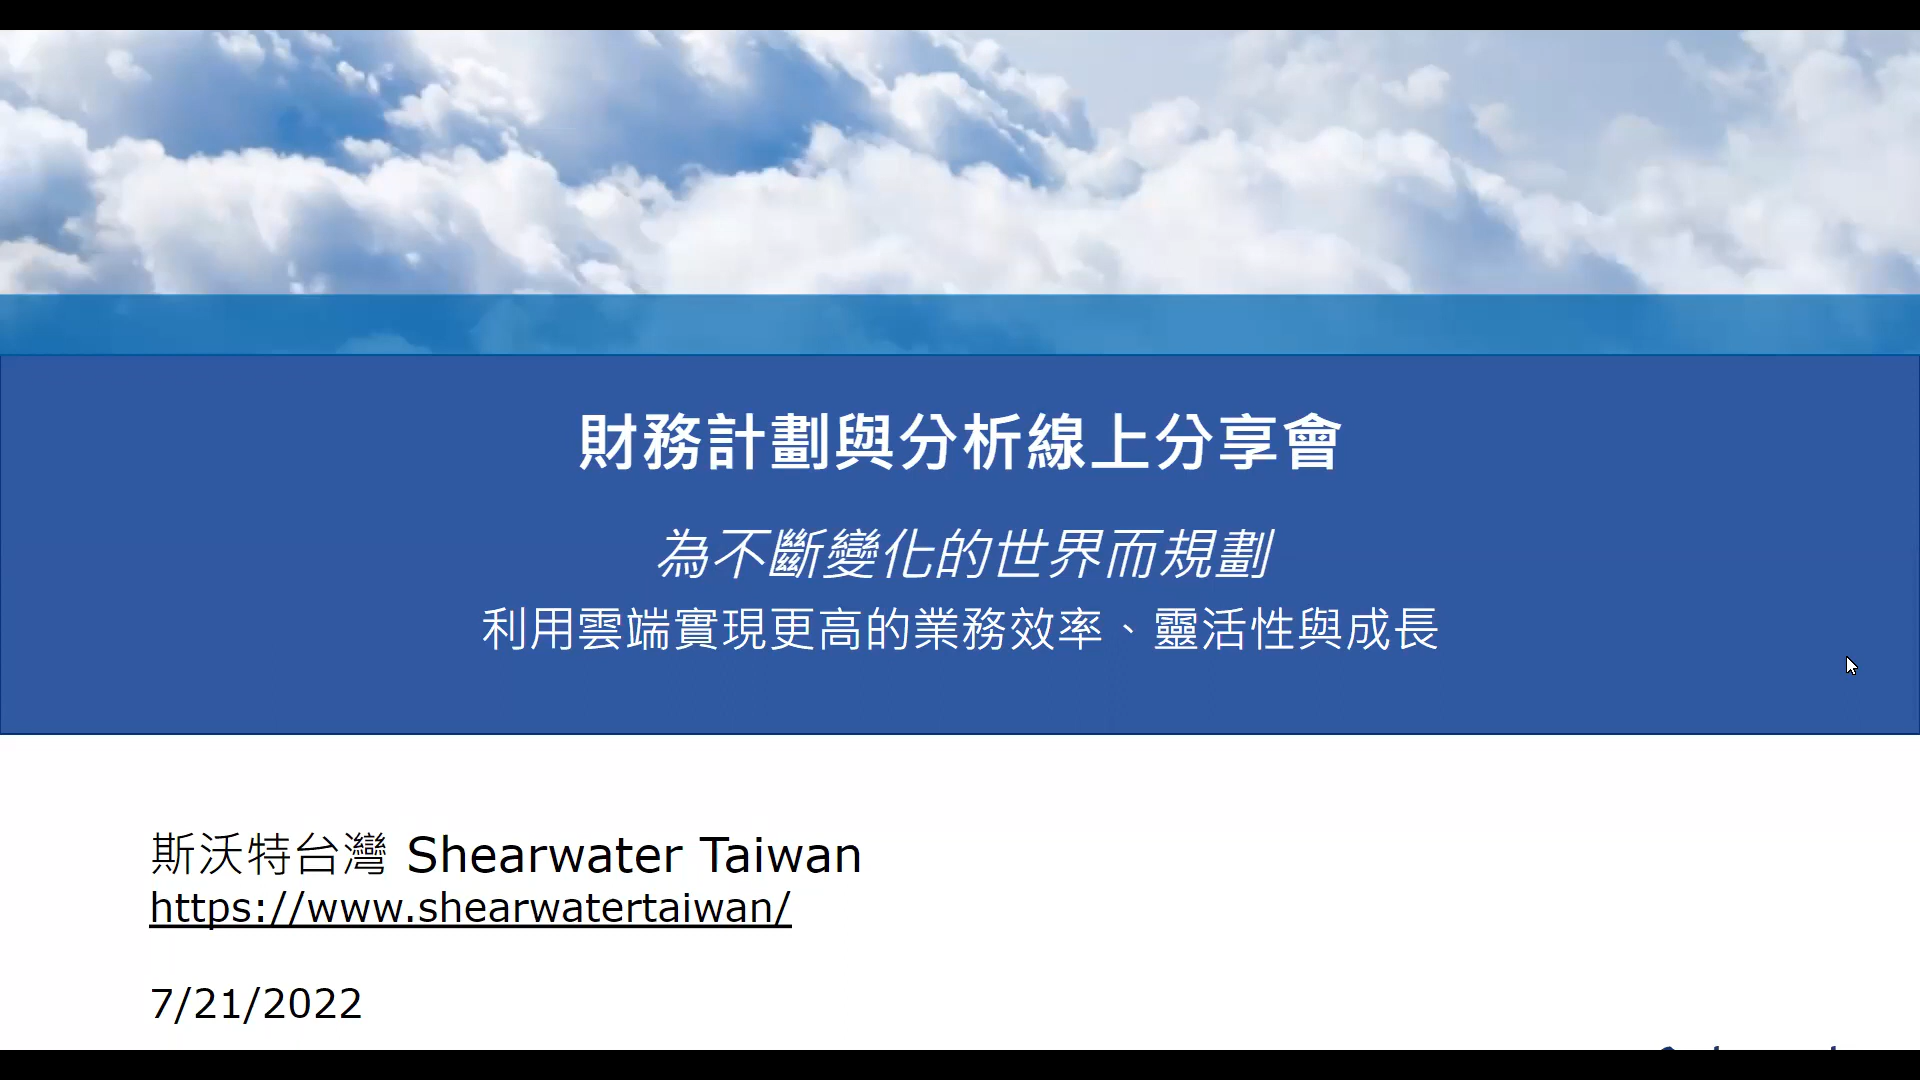 財務計劃與分析線上分享會
為不斷變化的世界而規劃
利用雲端實現更高的業務效率、靈活性與成長
斯沃特台灣 Shearwater Taiwan
https://www.shearwatertaiwan/
7/21/2022